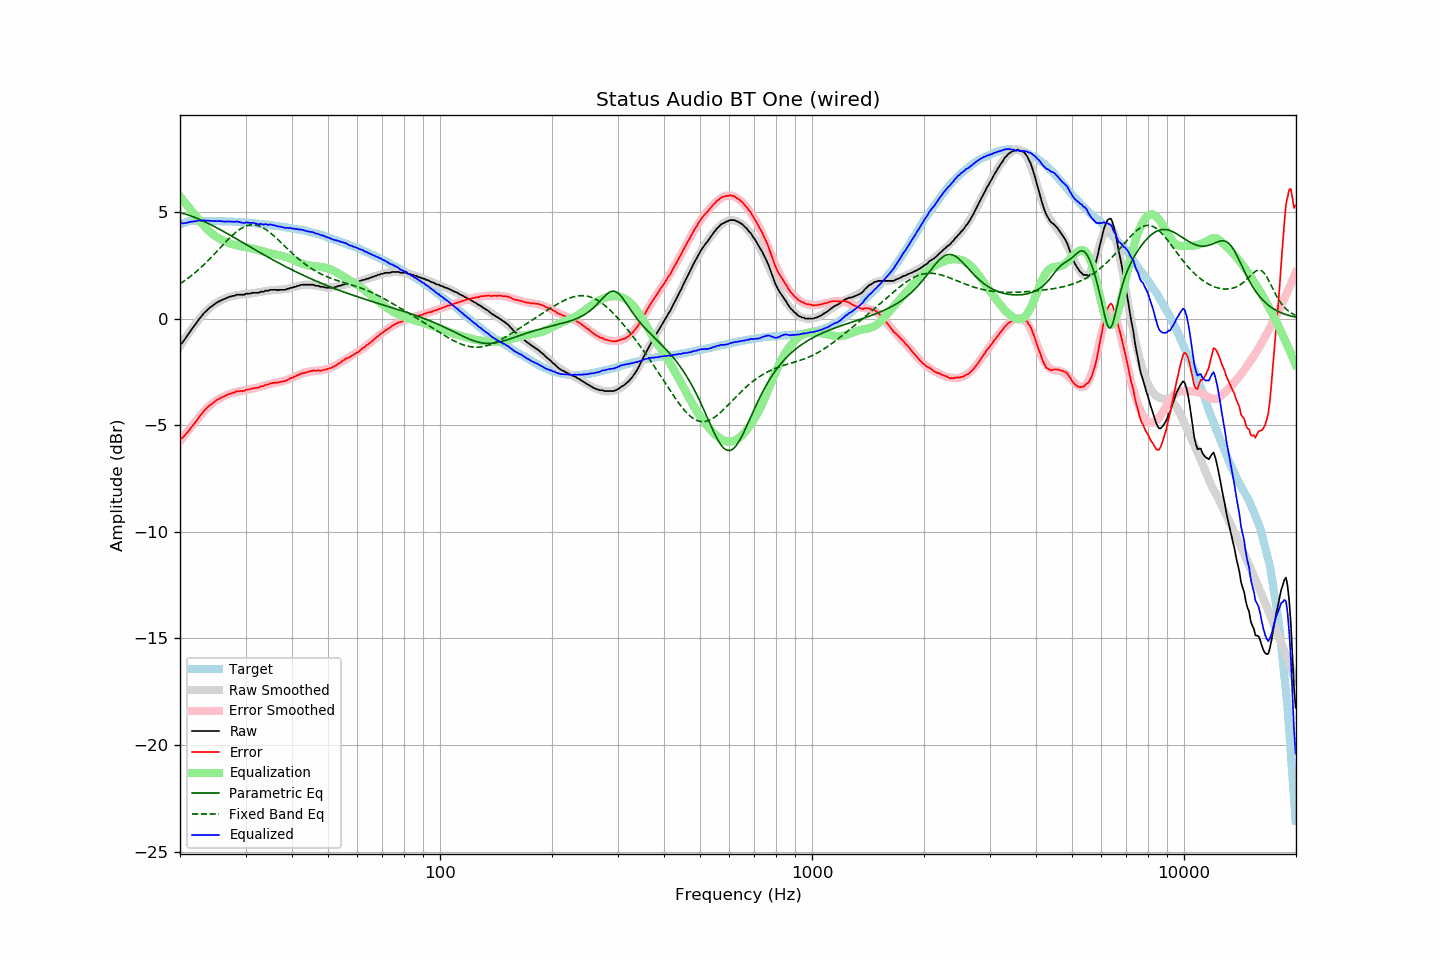 Status Audio BT One (wired)
Amplitude (dBr)
5
0
−5
−10
−15
−20
−25
Target
Raw Smoothed
Error Smoothed
Raw
Error
Equalization
Parametric Eq
Fixed Band Eq
Equalized
100
1000
10000
Frequency (Hz)